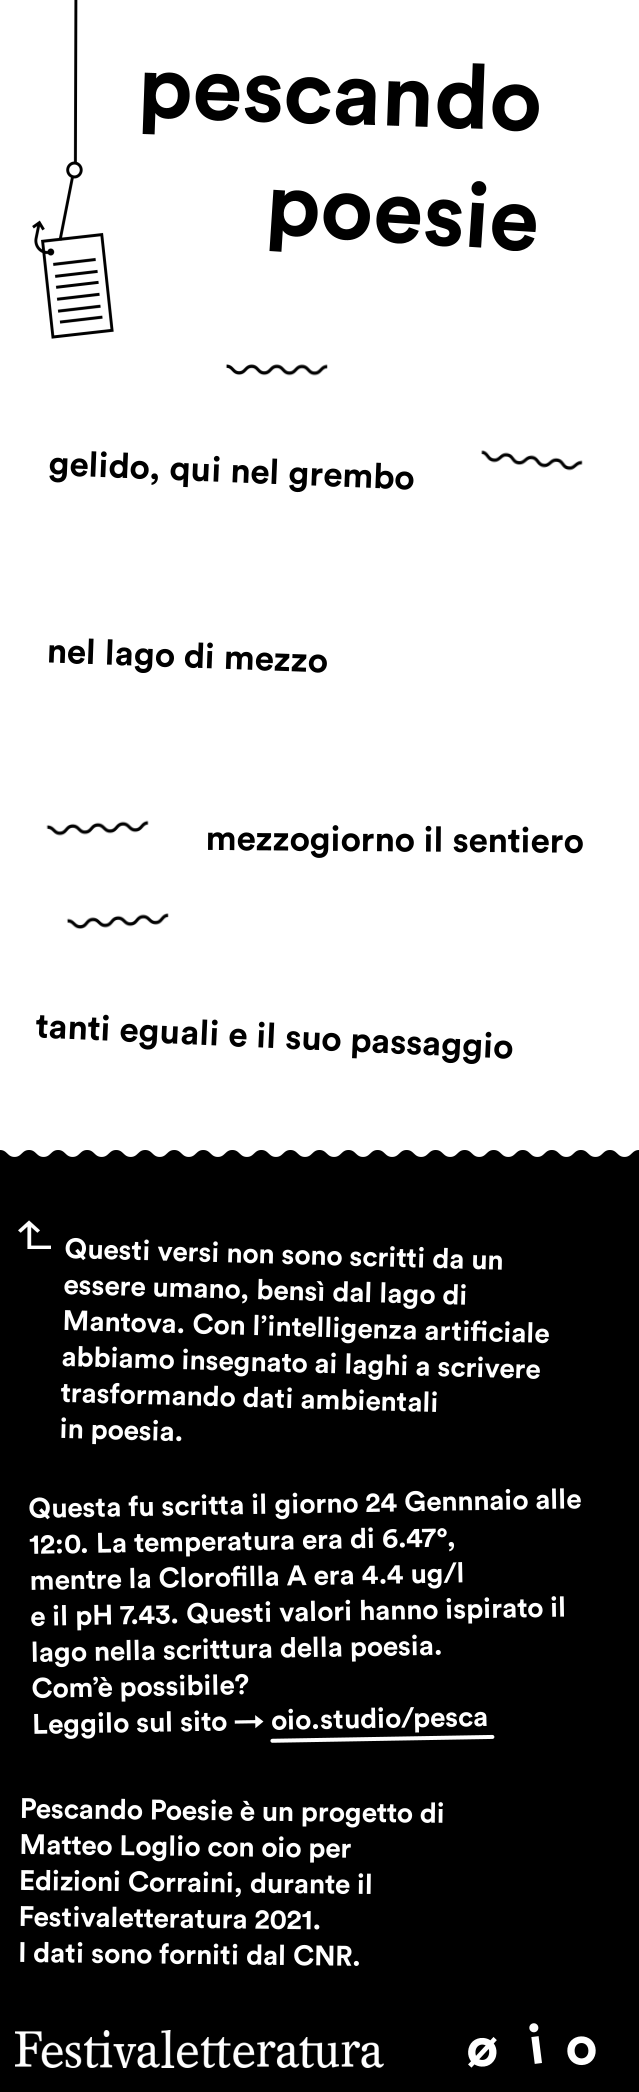 pescando
poesie
gelido, qui nel grembo
nel lago di mezzo
mezzogiorno il sentiero
tanti eguali e il suo passaggio
Questi versi non sono scritti da un
essere umano, bensì dal lago di
Mantova. Con l’intelligenza artificiale
abbiamo insegnato ai laghi a scrivere
trasformando dati ambientali
in poesia.
Questa fu scritta il giorno 24 Gennnaio alle
12:0. La temperatura era di 6.47°,
mentre la Clorofilla A era 4.4 ug/l
e il pH 7.43. Questi valori hanno ispirato il
lago nella scrittura della poesia.
Com’è possibile?
Leggilo sul sito → oio.studio/pesca
Pescando Poesie è un progetto di
Matteo Loglio con oio per
Edizioni Corraini, durante il
Festivaletteratura 2021.
I dati sono forniti dal CNR.
Festivaletteratura ø i o